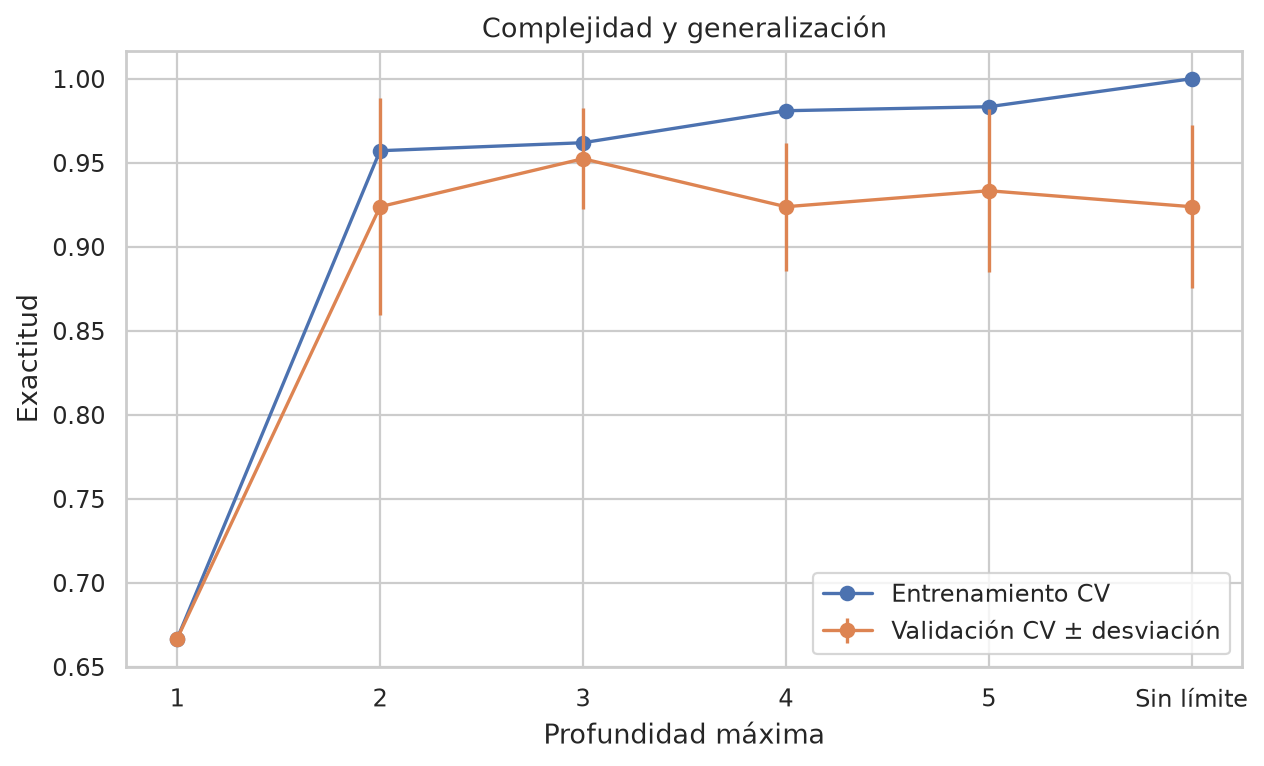 Complejidad y generalización
Exactitud
1.00
0.95
0.90
0.85
0.80
0.75
0.70
0.65
Entrenamiento CV
Validación CV ± desviación
1 2 3 4 5 Sin límite
Profundidad máxima